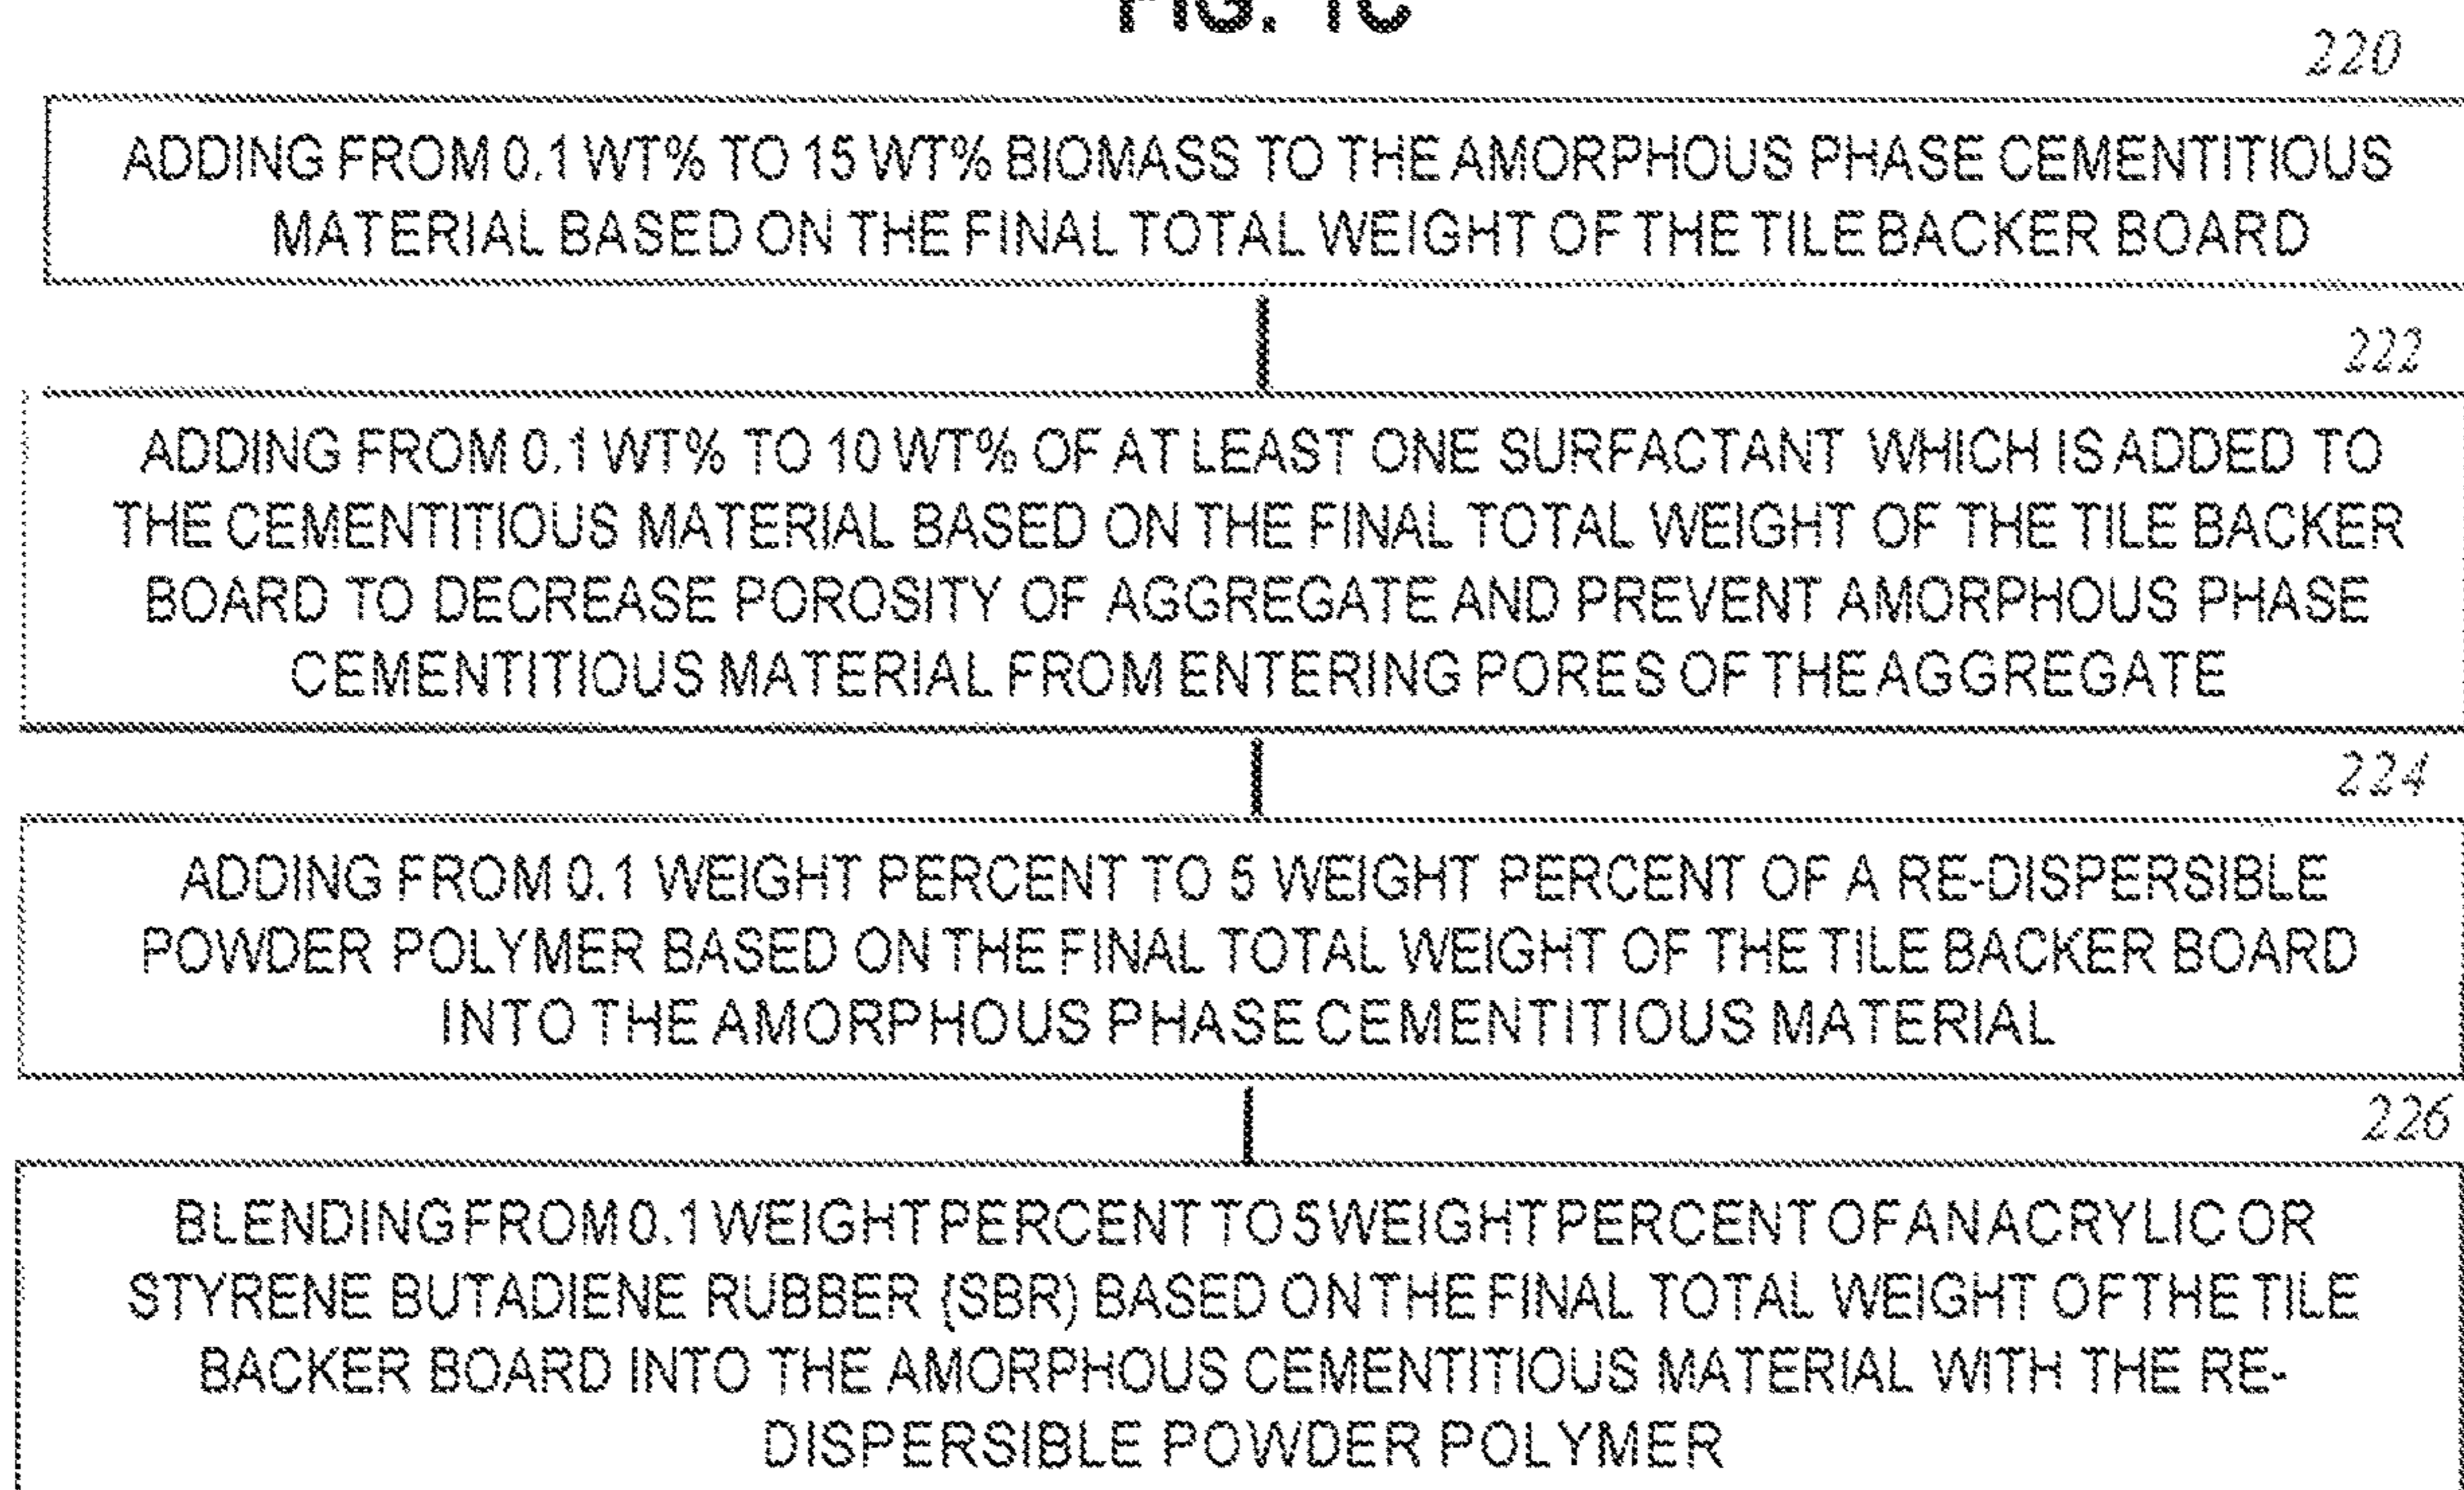 FIG. 1C
220
ADDING FROM 0.1 WT% TO 15 WT% BIOMASS TO THE AMORPHOUS PHASE CEMENTITIOUS
MATERIAL BASED ON THE FINAL TOTAL WEIGHT OF THE TILE BACKER BOARD
222
ADDING FROM 0.1 WT% TO 10 WT% OF AT LEAST ONE SURFACTANT WHICH IS ADDED TO
THE CEMENTITIOUS MATERIAL BASED ON THE FINAL TOTAL WEIGHT OF THE TILE BACKER
BOARD TO DECREASE POROSITY OF AGGREGATE AND PREVENT AMORPHOUS PHASE
CEMENTITIOUS MATERIAL FROM ENTERING PORES OF THE AGGREGATE
224
ADDING FROM 0.1 WEIGHT PERCENT TO 5 WEIGHT PERCENT OF A RE-DISPERSIBLE
POWDER POLYMER BASED ON THE FINAL TOTAL WEIGHT OF THE TILE BACKER BOARD
INTO THE AMORPHOUS PHASE CEMENTITIOUS MATERIAL
226
BLENDING FROM 0.1 WEIGHT PERCENT TO 5 WEIGHT PERCENT OF AN ACRYLIC OR
STYRENE BUTADIENE RUBBER (SBR) BASED ON THE FINAL TOTAL WEIGHT OF THE TILE
BACKER BOARD INTO THE AMORPHOUS CEMENTITIOUS MATERIAL WITH THE RE-
DISPERSIBLE POWDER POLYMER